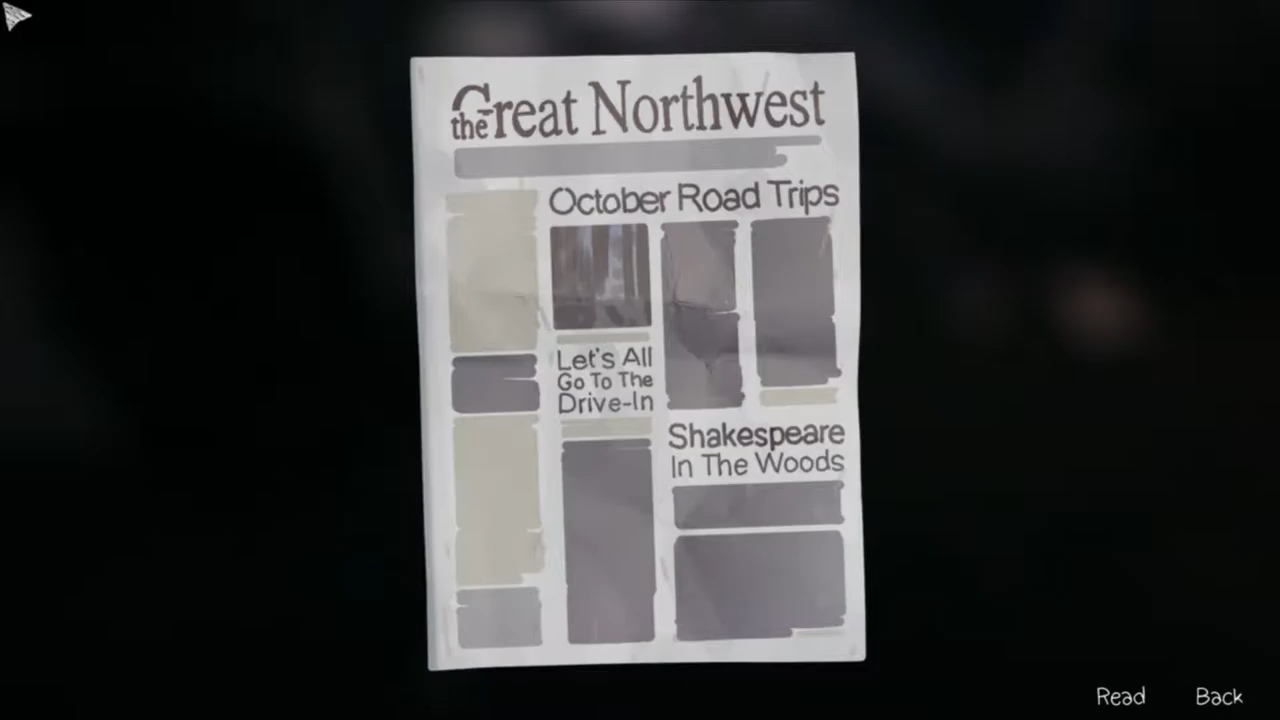 the Great Northwest
October Road Trips
Let's All
Go To The
Drive-In
Shakespeare
In The Woods
Read Back